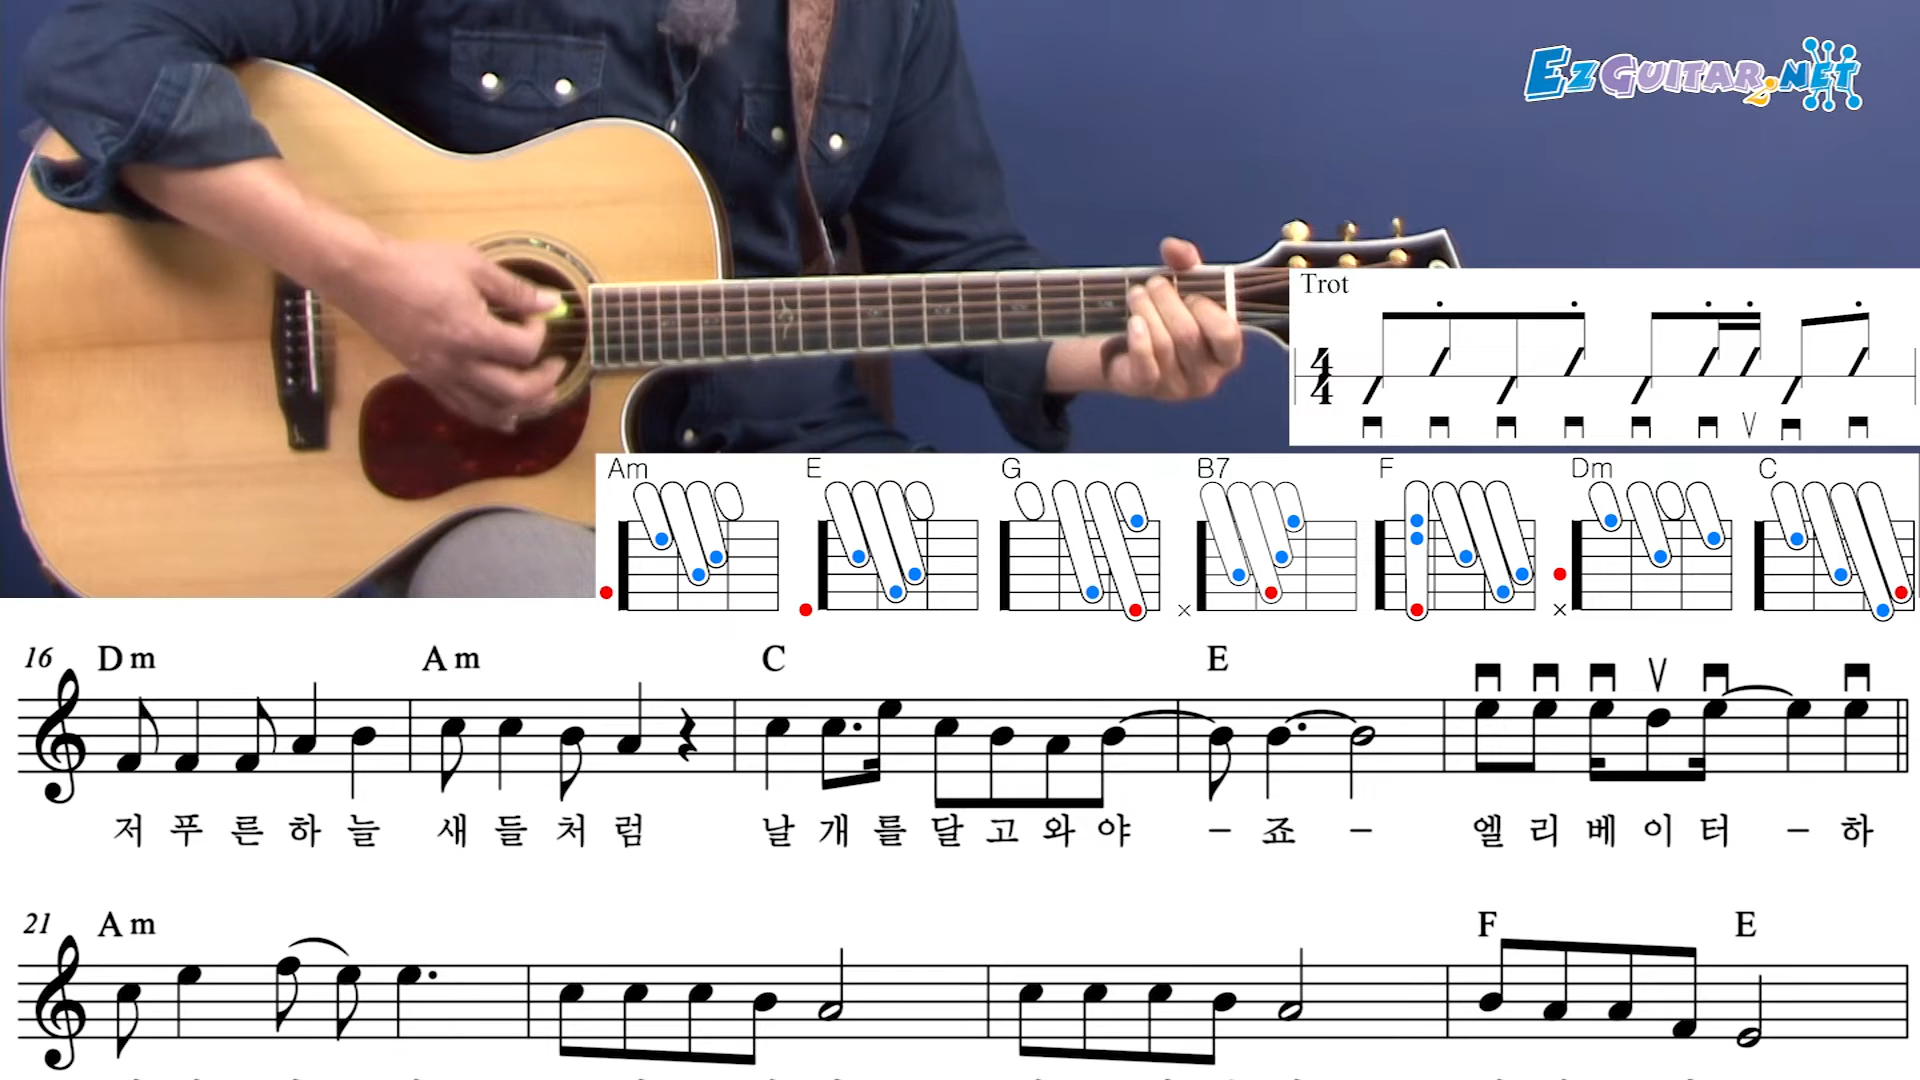 EzGUITAR2.NET
Trot
4
4
Am E G B7 F Dm C
16 Dm Am C E
저 푸 른 하 늘 새 들 처 럼 날 개 를 달 고 와 야 – 죠 – 엘 리 베 이 터 – 하
21 Am F E